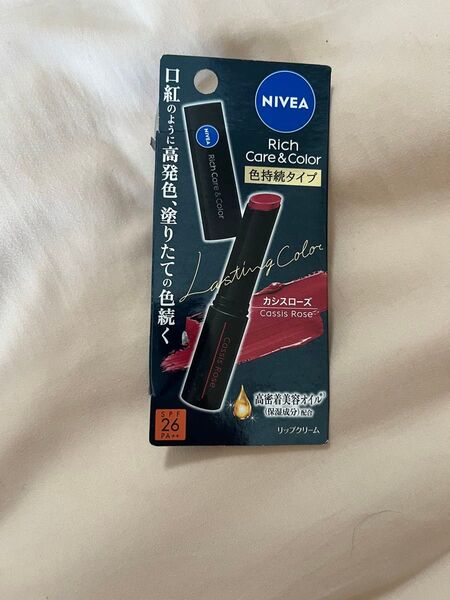 口紅のように高発色、塗りたての色続く
NIVEA
Rich
Care & Color
色持続タイプ
NIVEA
Rich Care & Color
Lasting Color
カシスローズ
Cassis Rose
Cassis Rose
高密着美容オイル
(保湿成分)配合
SPF
26
PA++
リップクリーム